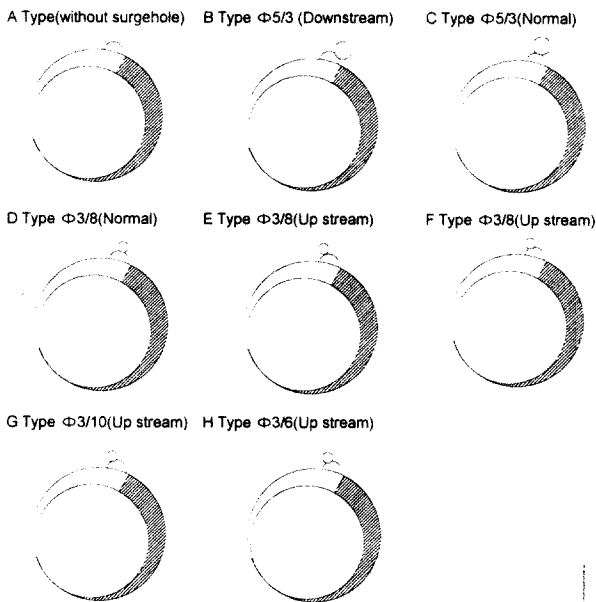 A Type(without surgehole) B Type Φ5/3 (Downstream) C Type Φ5/3(Normal)
D Type Φ3/8(Normal) E Type Φ3/8(Up stream) F Type Φ3/8(Up stream)
G Type Φ3/10(Up stream) H Type Φ3/6(Up stream)